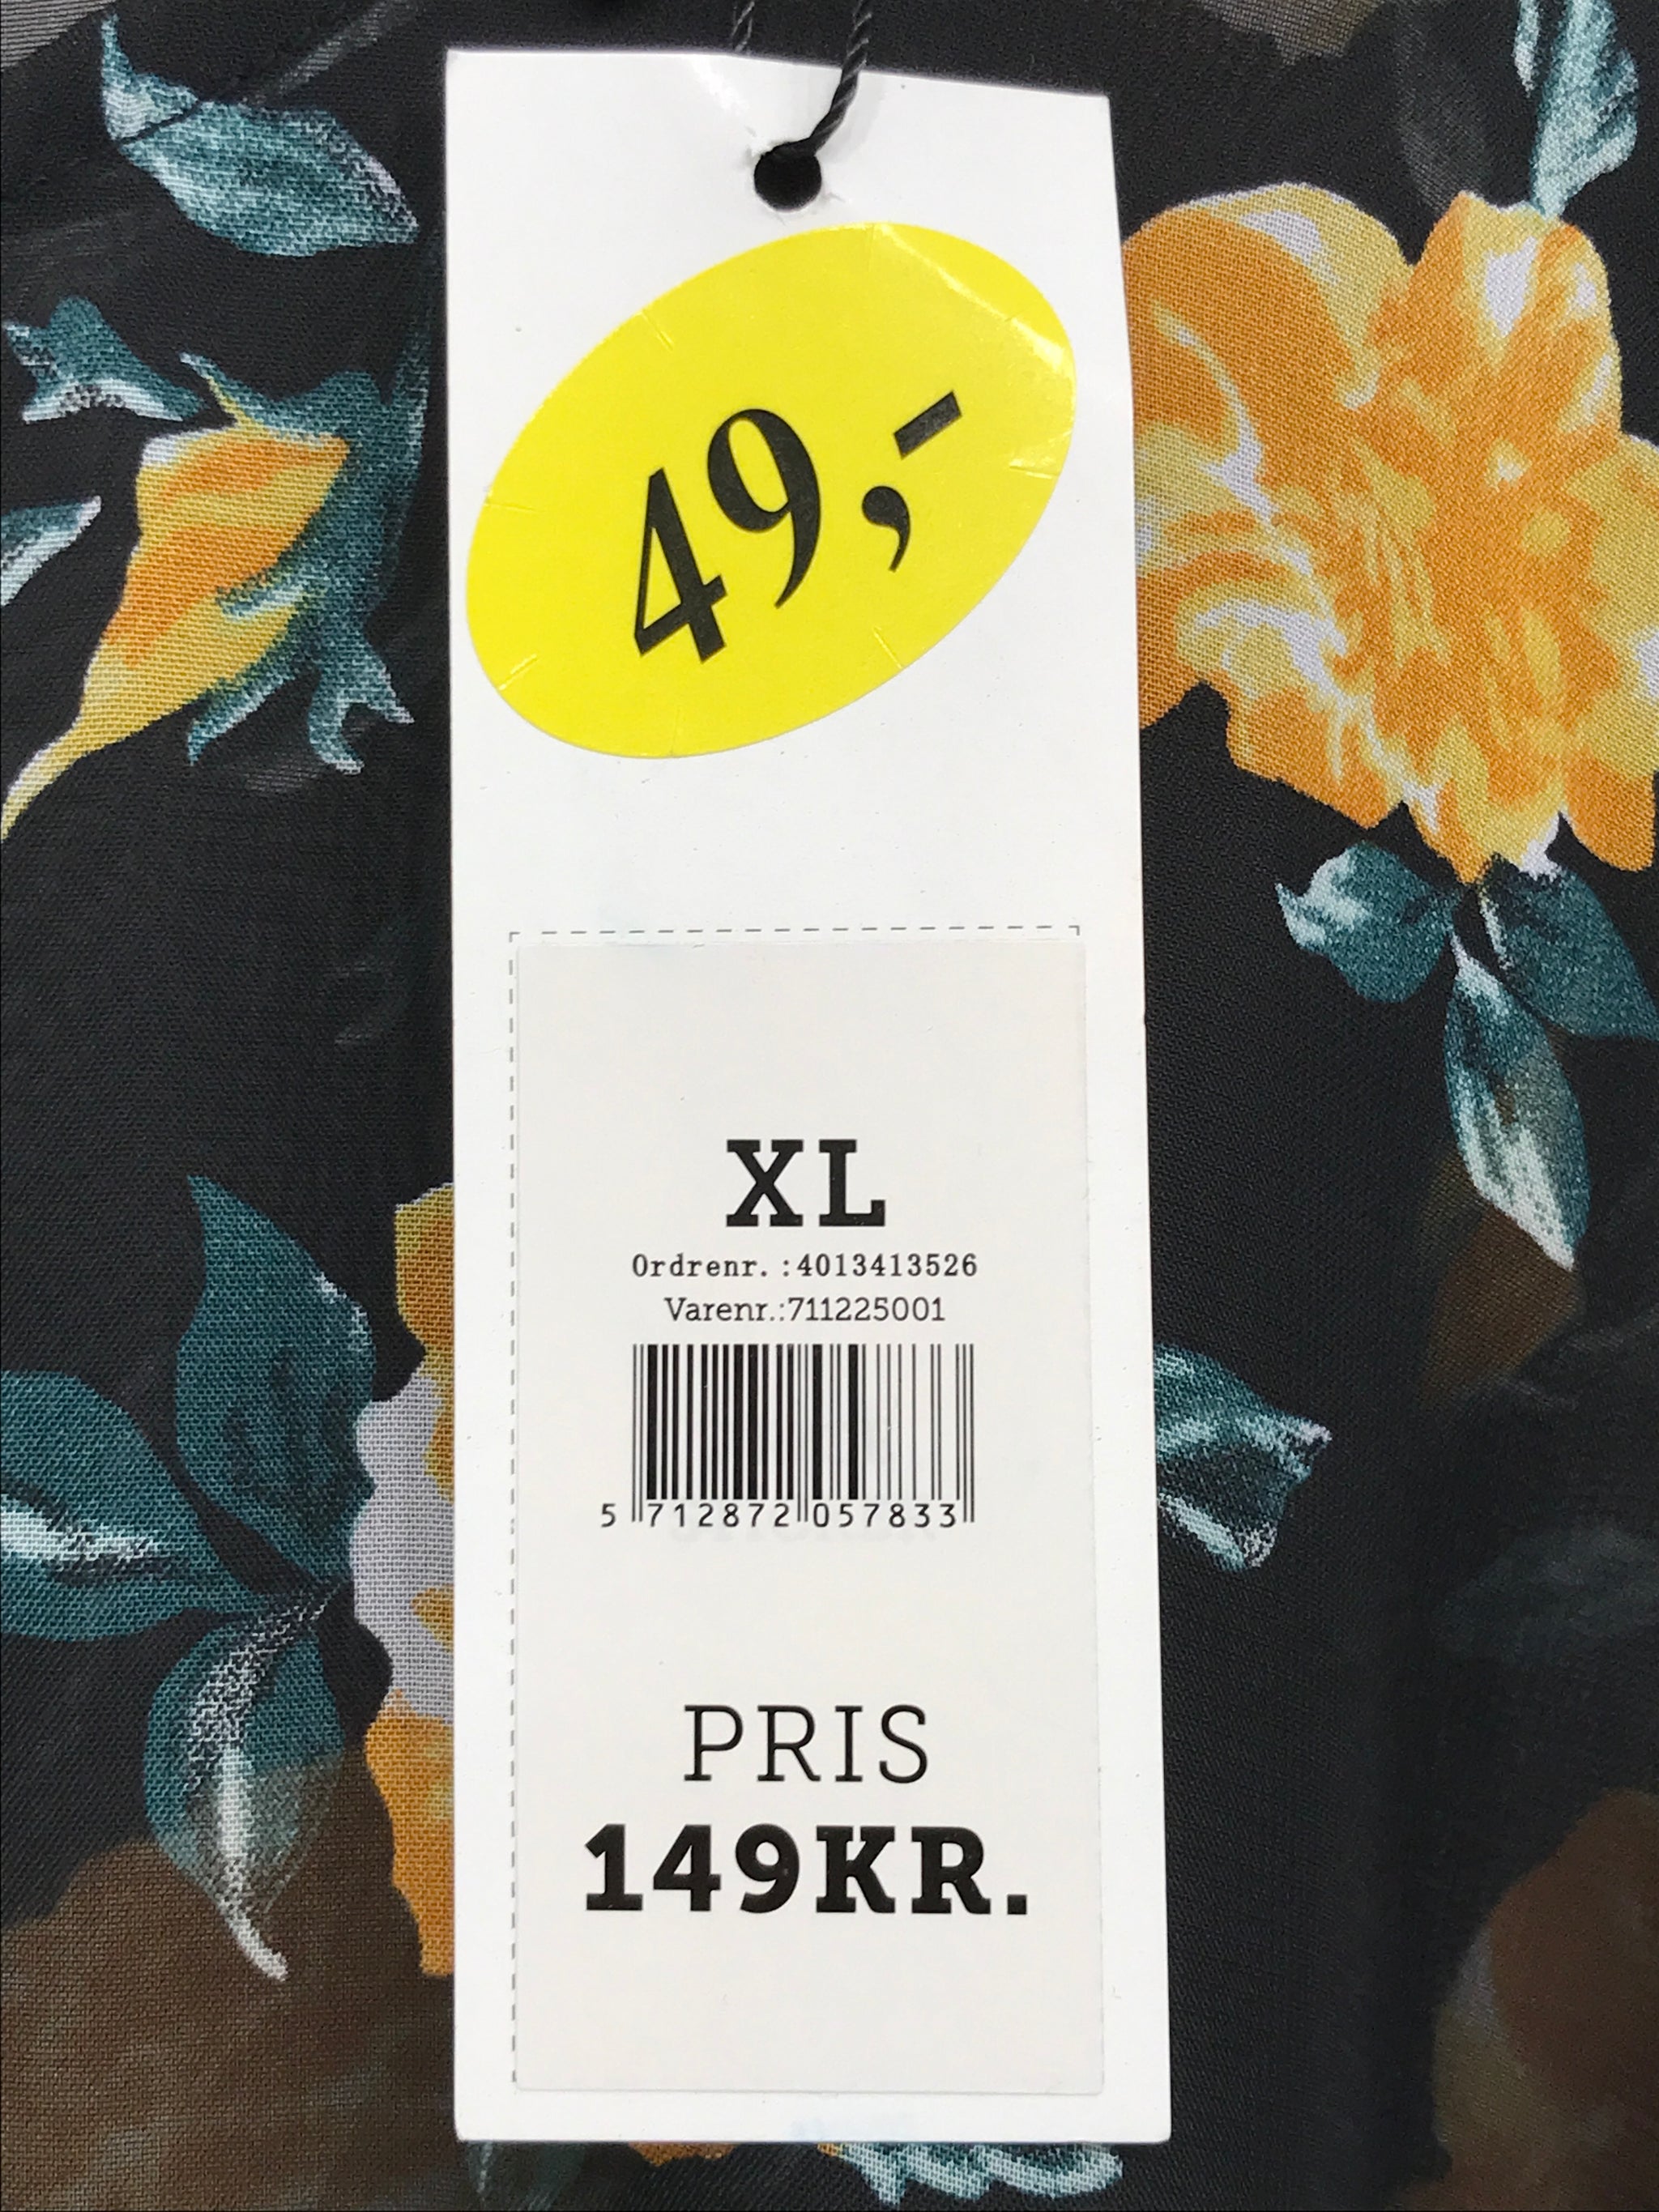 49,-
XL
Ordrenr. :4013413526
Varenr.:711225001
5 712872 057833
PRIS
149KR.